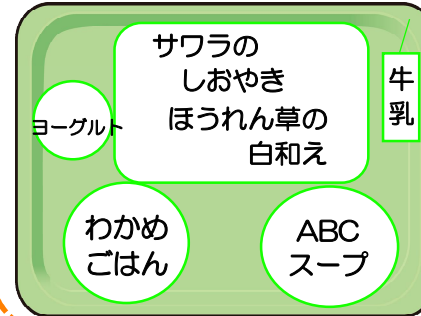 サワラの
しおやき
ほうれん草の
白和え
牛
乳
ヨーグルト
わかめ
ごはん
ABC
スープ